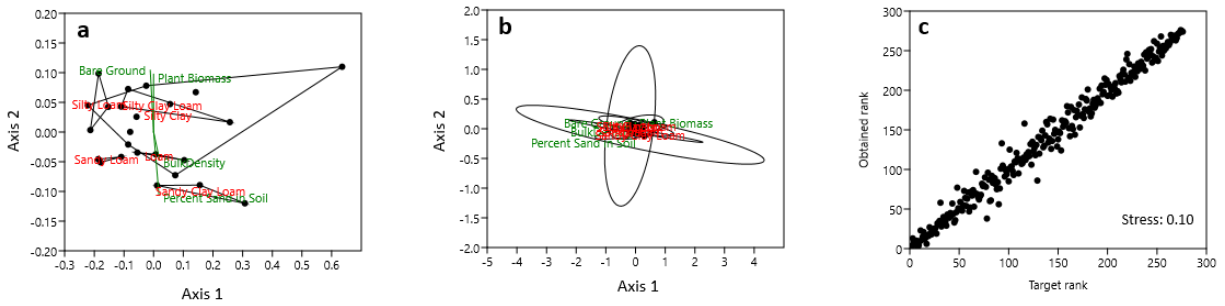 a
0.20
0.15
0.10
0.05
0.00
-0.05
-0.10
-0.15
-0.20
Axis 2
Bare Ground
Plant Biomass
Silty Loam
Silty Clay Loam
Silty Clay
Sandy Loam
Loam
Bulk Density
Sandy Clay Loam
Percent Sand in Soil
-0.3 -0.2 -0.1 0.0 0.1 0.2 0.3 0.4 0.5 0.6
Axis 1
b
2.0
1.5
1.0
0.5
0.0
-0.5
-1.0
-1.5
-2.0
Axis 2
Plant Biomass
Percent Sand in Soil
-5 -4 -3 -2 -1 0 1 2 3 4
Axis 1
c
300
250
200
150
100
50
0
Obtained rank
Stress: 0.10
0 50 100 150 200 250 300
Target rank